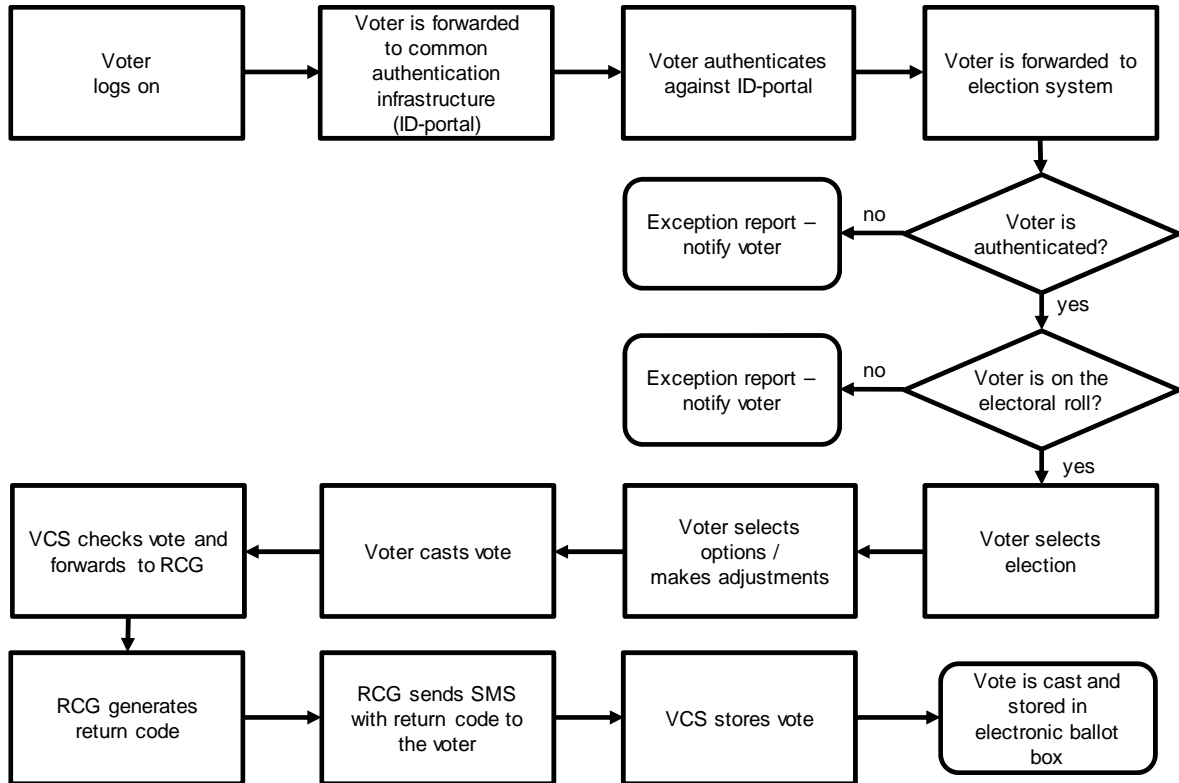 Voter
logs on
Voter is forwarded
to common
authentication
infrastructure
(ID-portal)
Voter authenticates
against ID-portal
Voter is forwarded to
election system
Exception report –
notify voter
no
Voter is
authenticated?
yes
Exception report –
notify voter
no
Voter is on the
electoral roll?
yes
VCS checks vote and
forwards to RCG
Voter casts vote
Voter selects
options /
makes adjustments
Voter selects
election
RCG generates
return code
RCG sends SMS
with return code to
the voter
VCS stores vote
Vote is cast and
stored in
electronic ballot
box